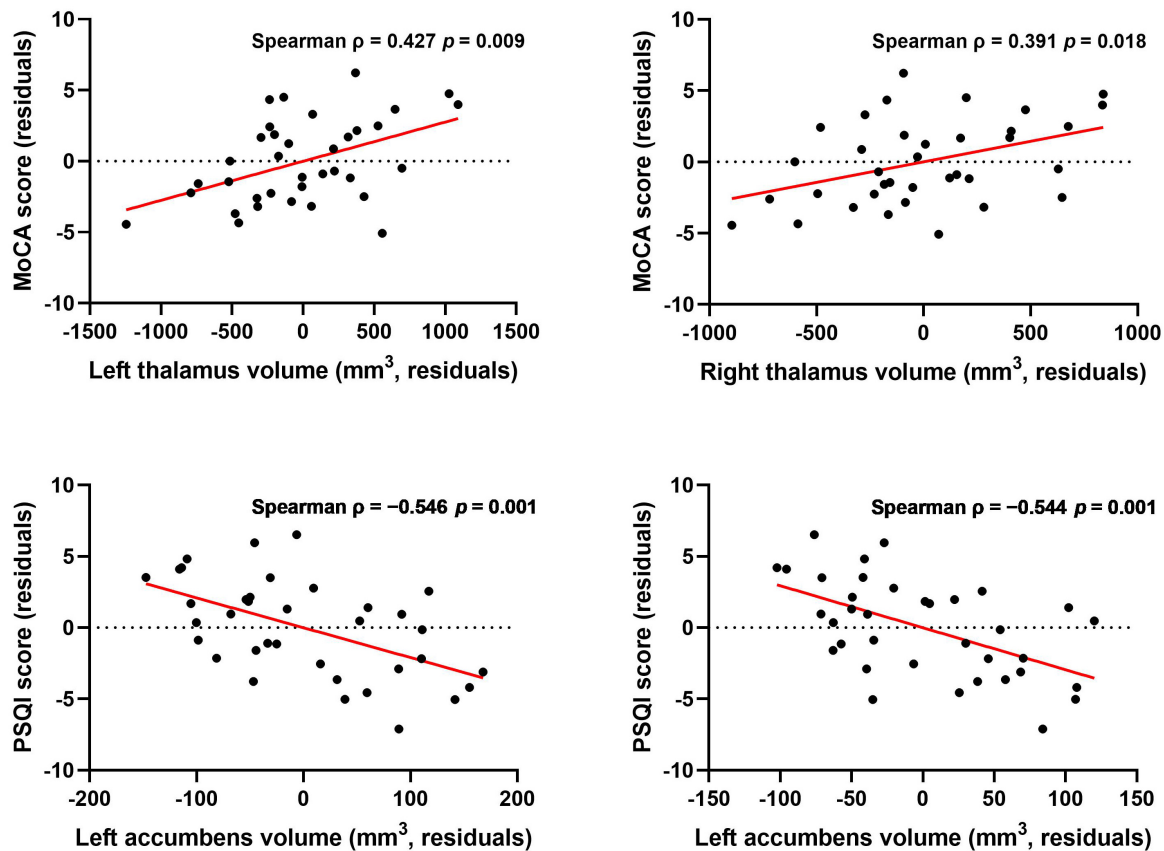 Spearman ρ = 0.427 p = 0.009
MoCA score (residuals)
10
5
0
-5
-10
-1500 -1000 -500 0 500 1000 1500
Left thalamus volume (mm³, residuals)
Spearman ρ = 0.391 p = 0.018
MoCA score (residuals)
10
5
0
-5
-10
-1000 -500 0 500 1000
Right thalamus volume (mm³, residuals)
Spearman ρ = −0.546 p = 0.001
PSQI score (residuals)
10
5
0
-5
-10
-200 -100 0 100 200
Left accumbens volume (mm³, residuals)
Spearman ρ = −0.544 p = 0.001
PSQI score (residuals)
10
5
0
-5
-10
-150 -100 -50 0 50 100 150
Left accumbens volume (mm³, residuals)